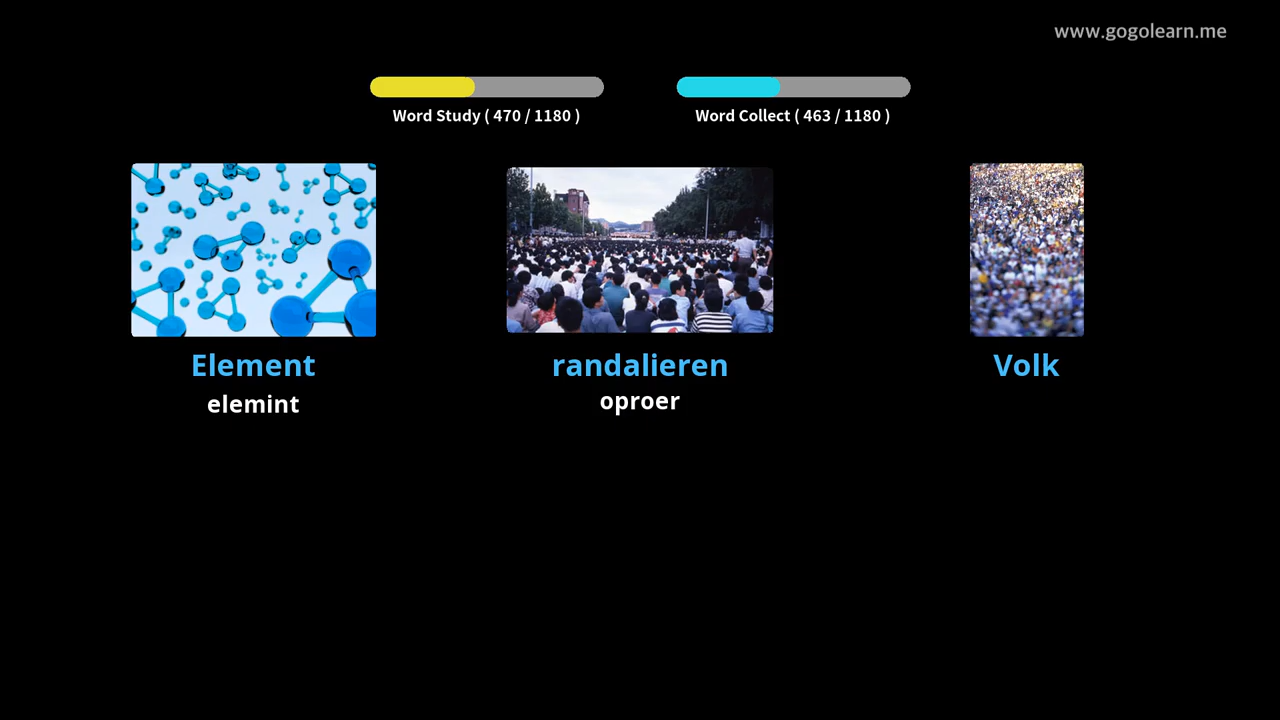 www.gogolearn.me
Word Study ( 470 / 1180 )
Word Collect ( 463 / 1180 )
Element
elemint
randalieren
oproer
Volk